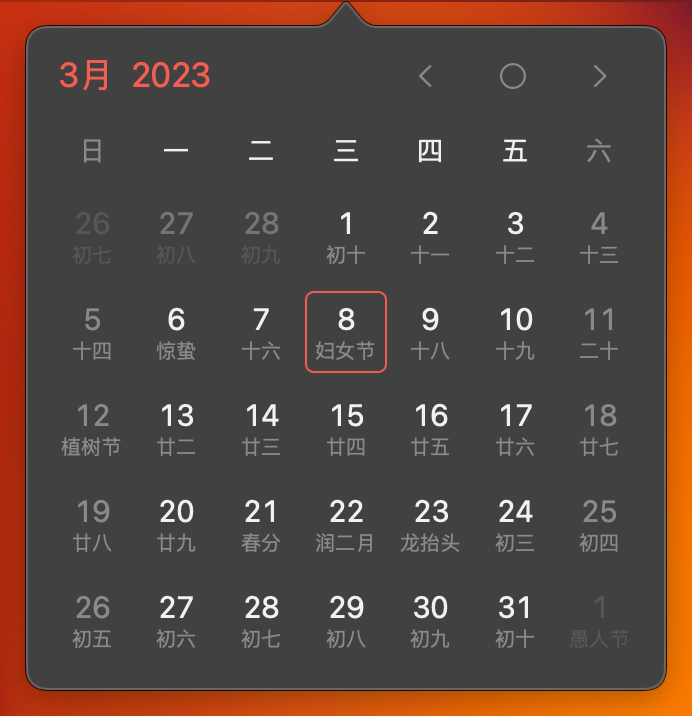 3月 2023
日 一 二 三 四 五 六
26 27 28 1 2 3 4
初七 初八 初九 初十 十一 十二 十三
5 6 7 8 9 10 11
十四 惊蛰 十六 妇女节 十八 十九 二十
12 13 14 15 16 17 18
植树节 廿二 廿三 廿四 廿五 廿六 廿七
19 20 21 22 23 24 25
廿八 廿九 春分 润二月 龙抬头 初三 初四
26 27 28 29 30 31 1
初五 初六 初七 初八 初九 初十 愚人节